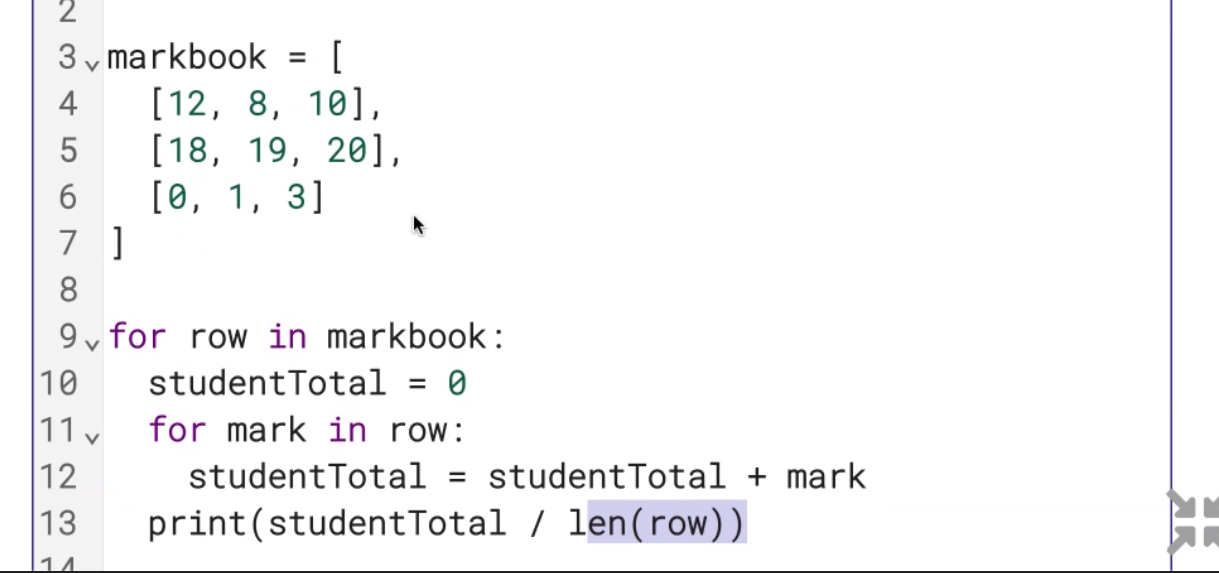 2
3 markbook = [
4 [12, 8, 10],
5 [18, 19, 20],
6 [0, 1, 3]
7 ]
8
9 for row in markbook:
10 studentTotal = 0
11 for mark in row:
12 studentTotal = studentTotal + mark
13 print(studentTotal / len(row))
14